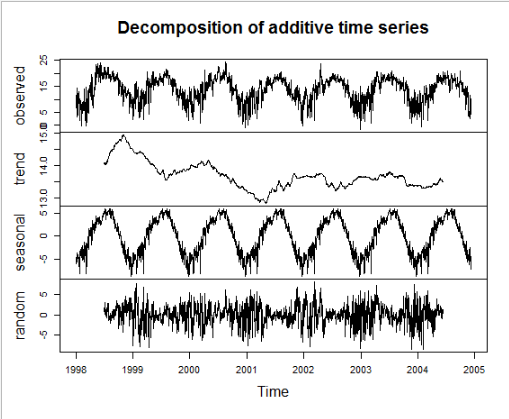 Decomposition of additive time series
observed
25
15
5
trend
15.0
14.0
13.0
seasonal
5
0
-5
random
5
0
-5
1998 1999 2000 2001 2002 2003 2004 2005
Time